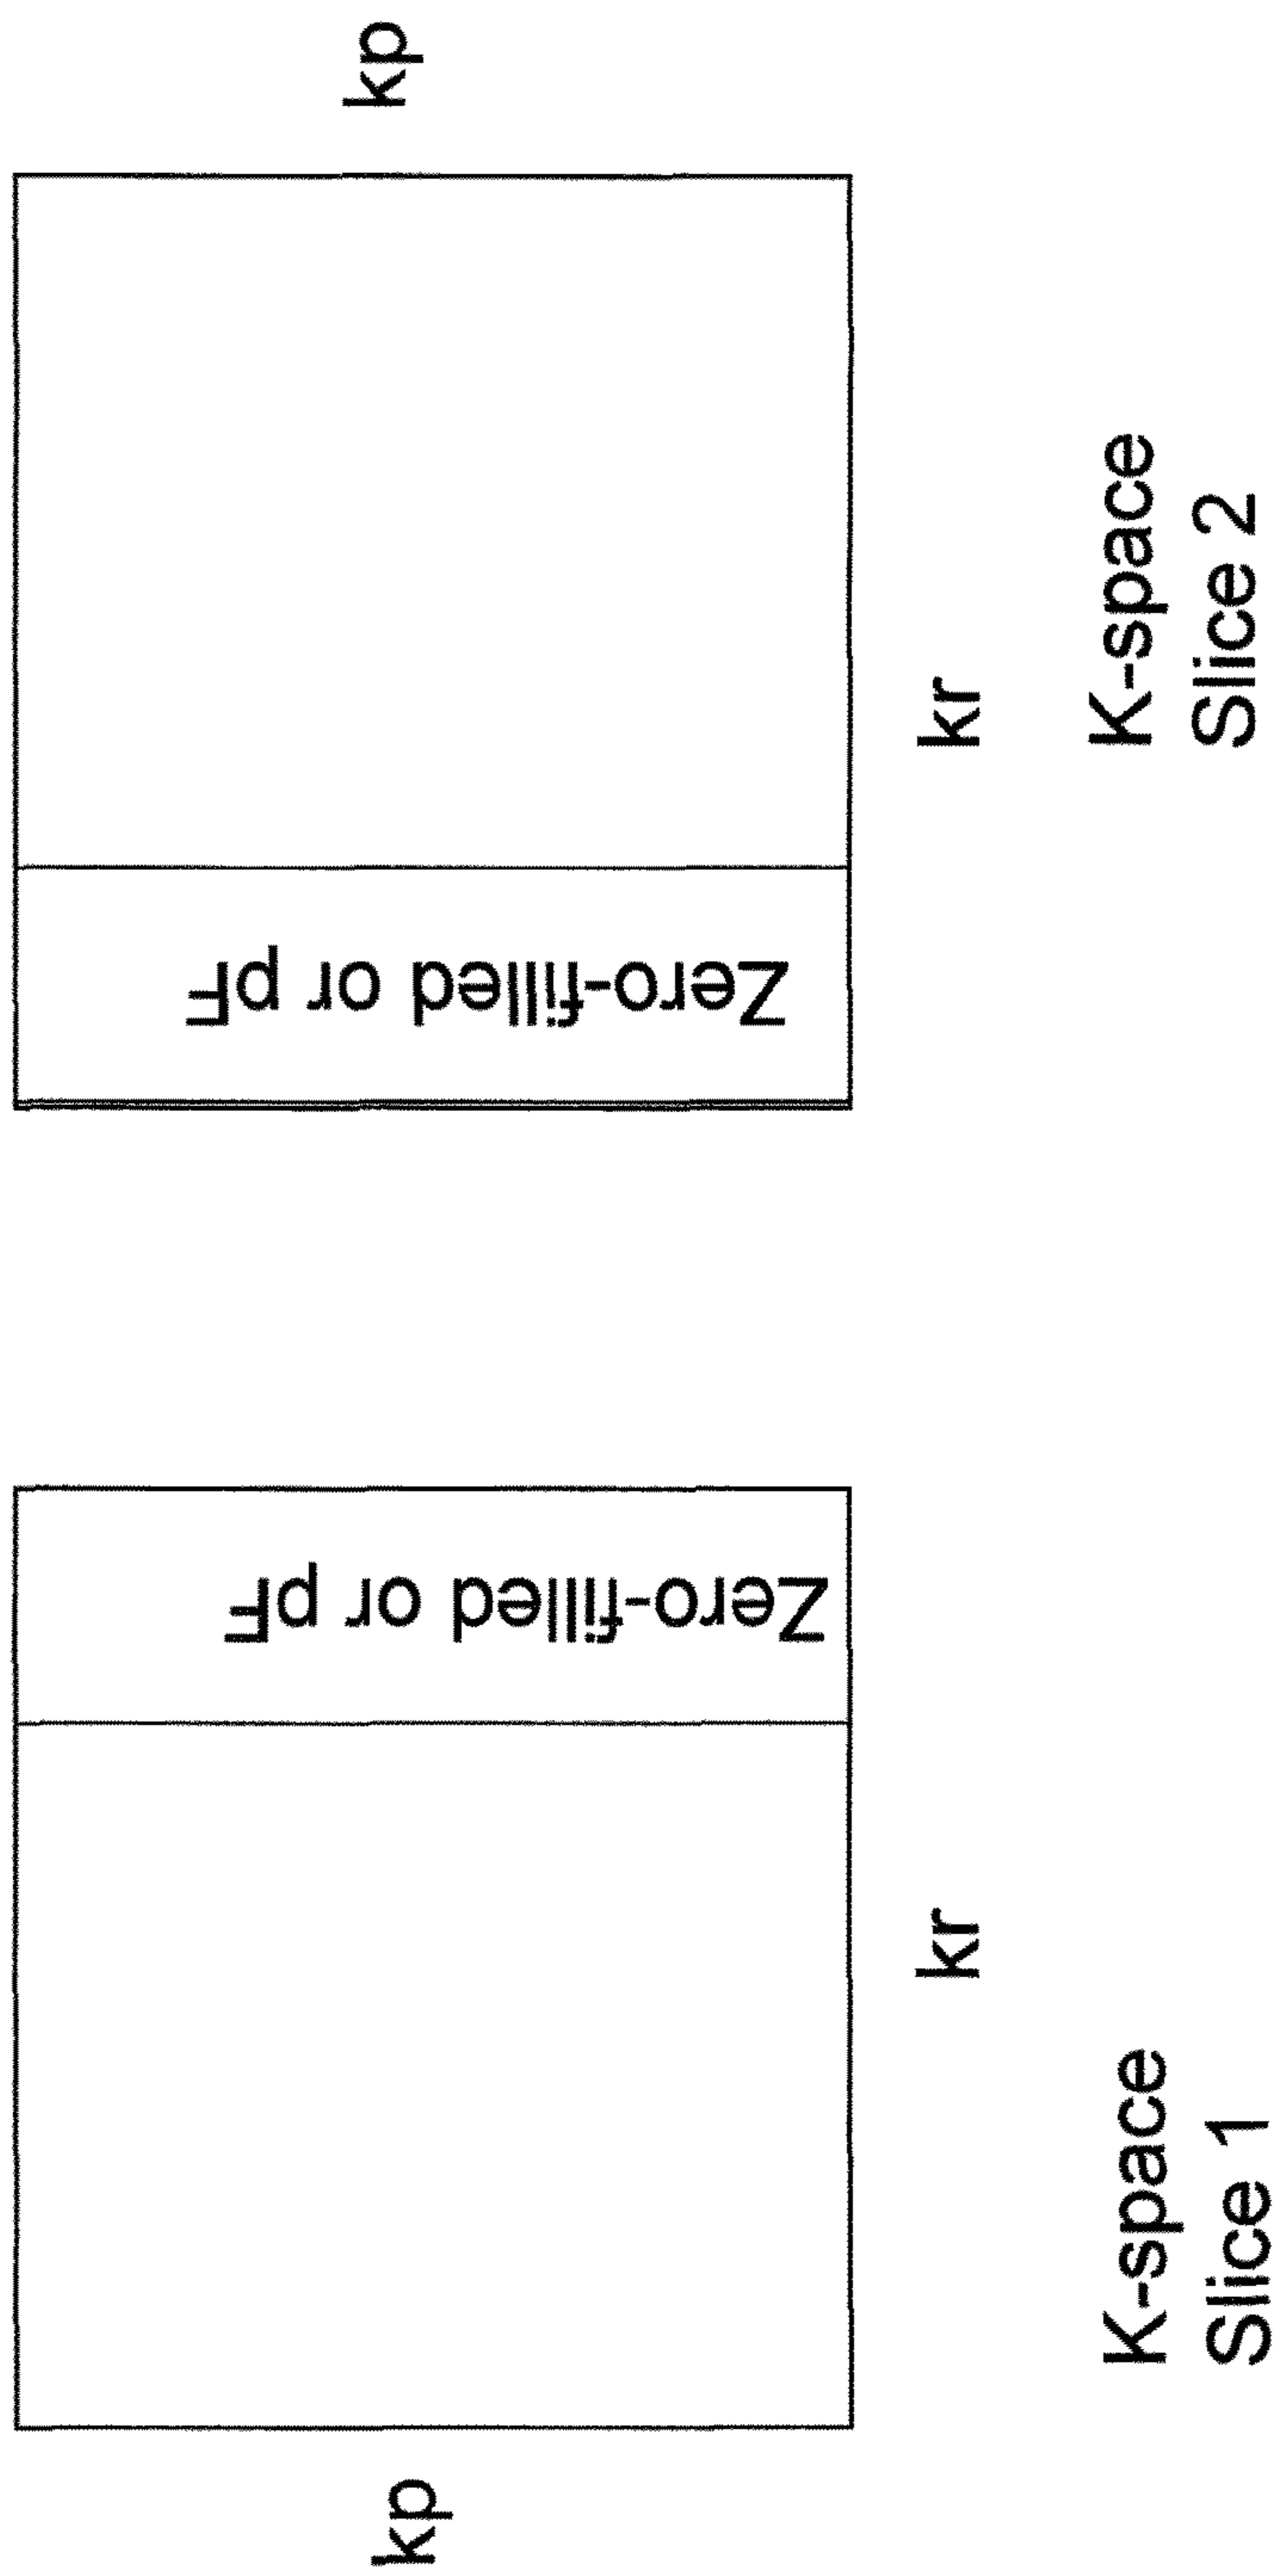 kp
Zero-filled or pF
kr
K-space
Slice 1
Zero-filled or pF
kp
kr
K-space
Slice 2